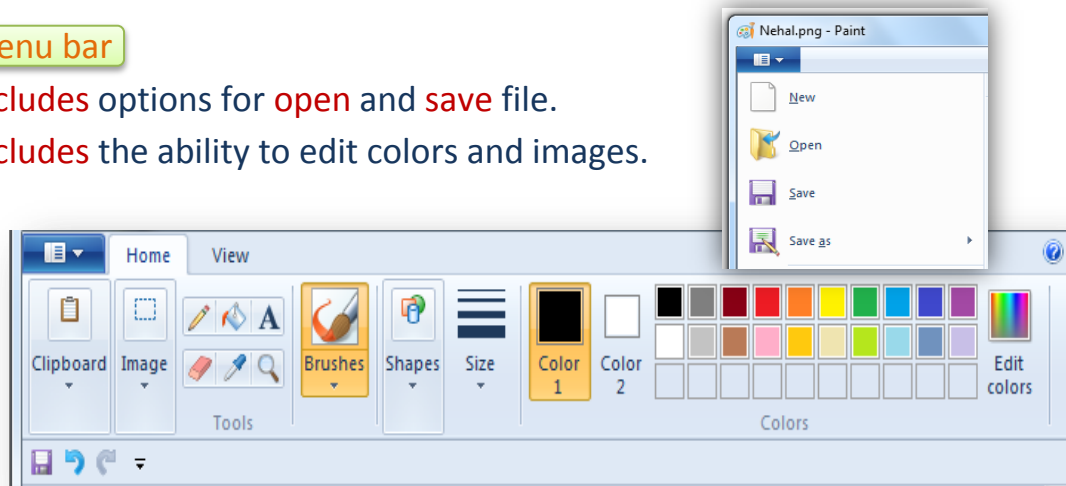 enu bar
cludes options for open and save file.
cludes the ability to edit colors and images.
Nehal.png - Paint
New
Open
Save
Save as
Home View
A
Clipboard Image Brushes Shapes Size Color 1 Color 2 Edit colors
Tools Colors